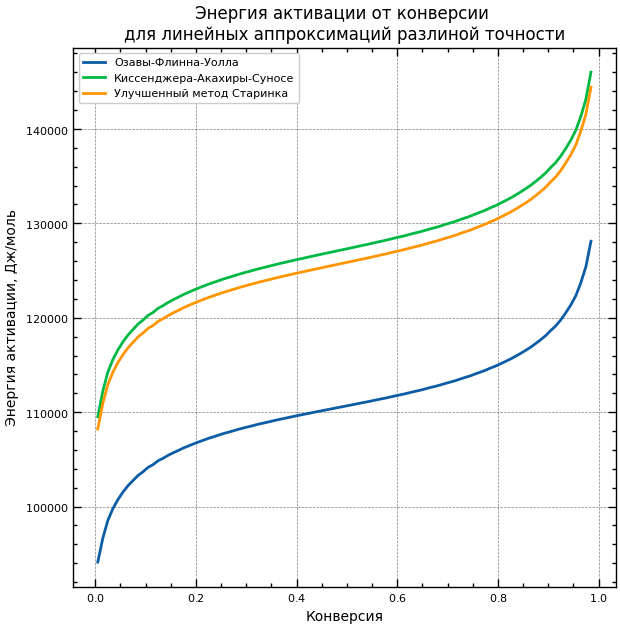 Энергия активации от конверсии
для линейных аппроксимаций разлиной точности
Озавы-Флинна-Уолла
Киссенджера-Акахиры-Суносе
Улучшенный метод Старинка
Энергия активации, Дж/моль
140000
130000
120000
110000
100000
0.0 0.2 0.4 0.6 0.8 1.0
Конверсия